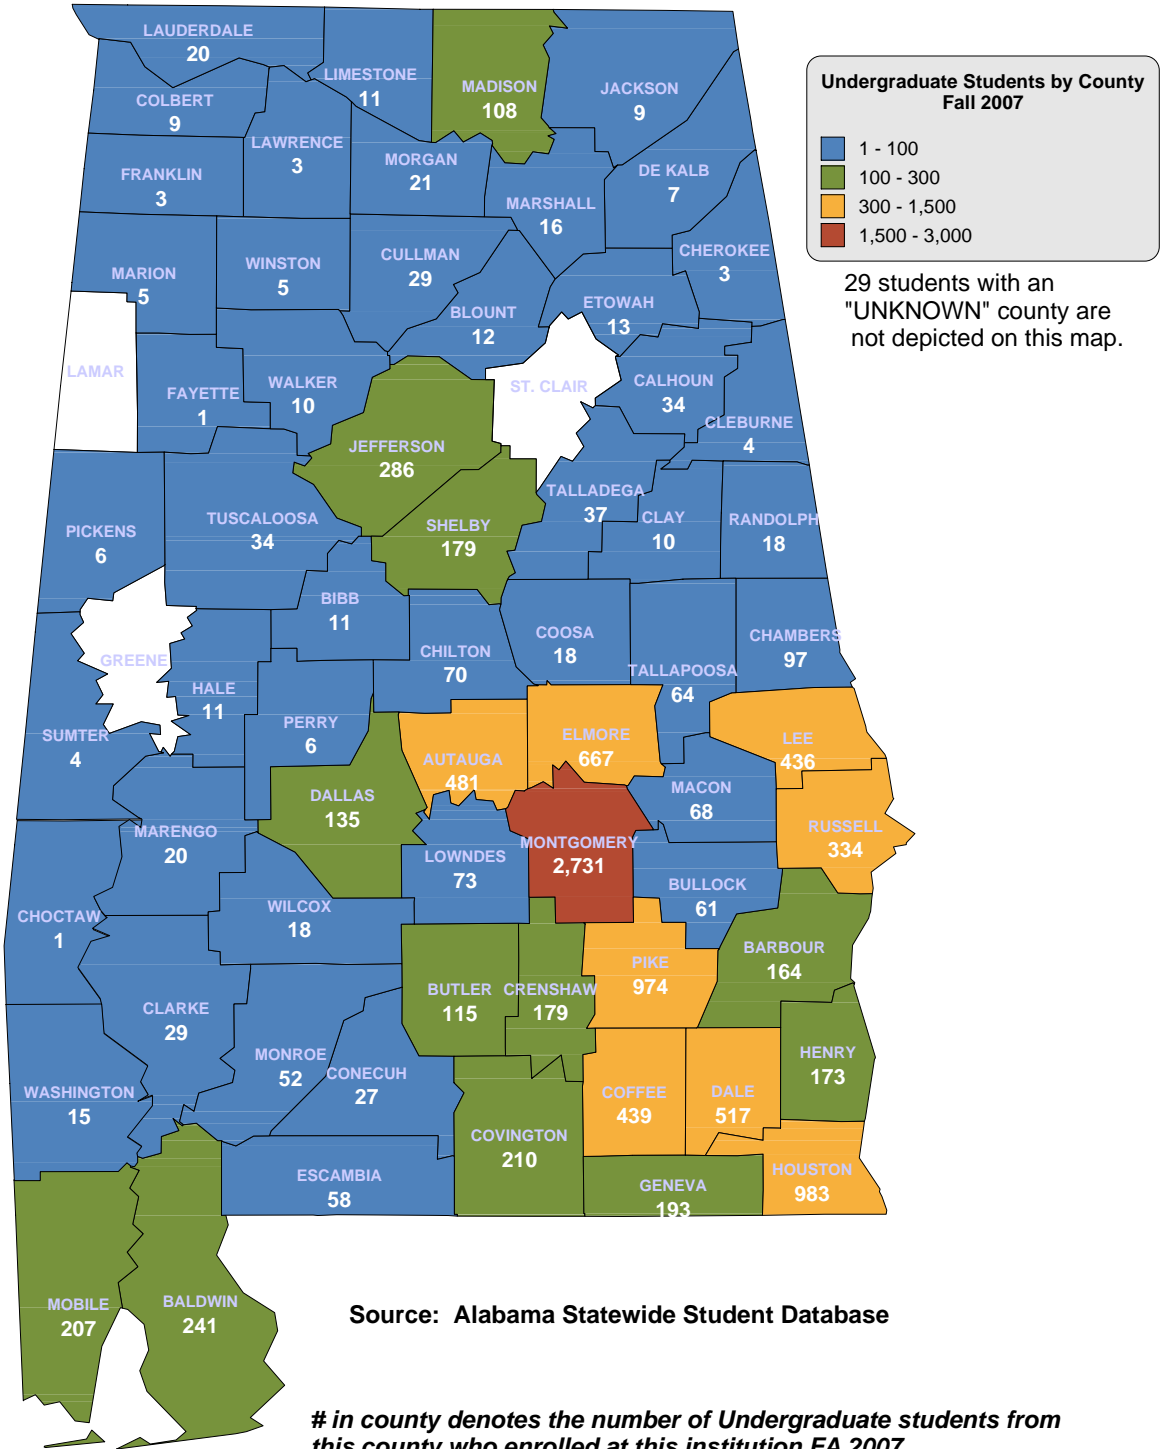 LAUDERDALE
20
LIMESTONE
11
MADISON
108
JACKSON
9
COLBERT
9
LAWRENCE
3
MORGAN
21
FRANKLIN
3
DE KALB
7
MARSHALL
16
CHEROKEE
3
CULLMAN
29
WINSTON
5
MARION
5
ETOWAH
13
BLOUNT
12
LAMAR
FAYETTE
1
WALKER
10
ST. CLAIR
CALHOUN
34
CLEBURNE
4
JEFFERSON
286
TALLADEGA
37
SHELBY
179
CLAY
10
RANDOLPH
18
TUSCALOOSA
34
PICKENS
6
BIBB
11
COOSA
18
CHAMBERS
97
CHILTON
70
TALLAPOOSA
64
GREENE
HALE
11
PERRY
6
SUMTER
4
ELMORE
667
LEE
436
AUTAUGA
481
MACON
68
DALLAS
135
RUSSELL
334
MARENGO
20
MONTGOMERY
2,731
LOWNDES
73
BULLOCK
61
WILCOX
18
CHOCTAW
1
BARBOUR
164
PIKE
974
BUTLER
115
CRENSHAW
179
CLARKE
29
HENRY
173
MONROE
52
CONECUH
27
WASHINGTON
15
COFFEE
439
DALE
517
COVINGTON
210
HOUSTON
983
ESCAMBIA
58
GENEVA
193
MOBILE
207
BALDWIN
241
Undergraduate Students by County
Fall 2007
1 - 100
100 - 300
300 - 1,500
1,500 - 3,000
29 students with an
"UNKNOWN" county are
not depicted on this map.
Source: Alabama Statewide Student Database
# in county denotes the number of Undergraduate students from
this county who enrolled at this institution FA 2007